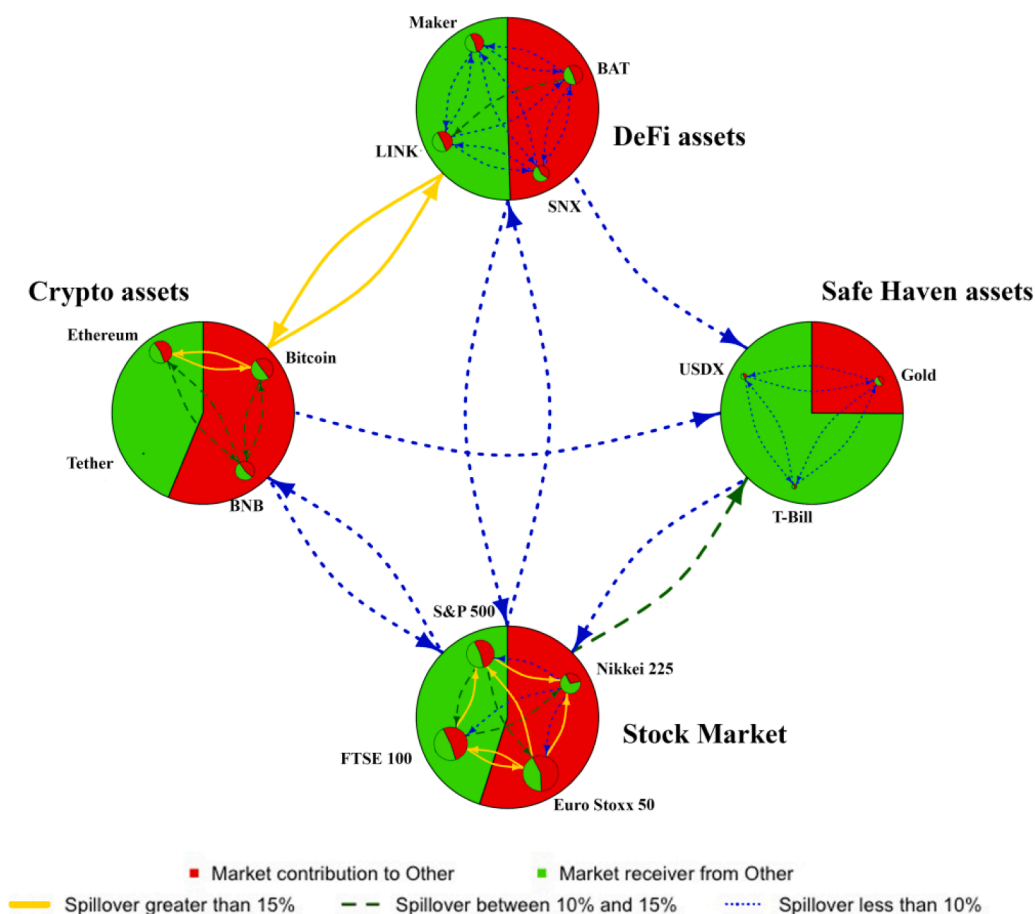 Maker
BAT
DeFi assets
LINK
SNX
Crypto assets
Safe Haven assets
Ethereum
Bitcoin
USDX
Gold
Tether
BNB
T-Bill
S&P 500
Nikkei 225
Stock Market
FTSE 100
Euro Stoxx 50
Market contribution to Other
Market receiver from Other
Spillover greater than 15%
Spillover between 10% and 15%
Spillover less than 10%